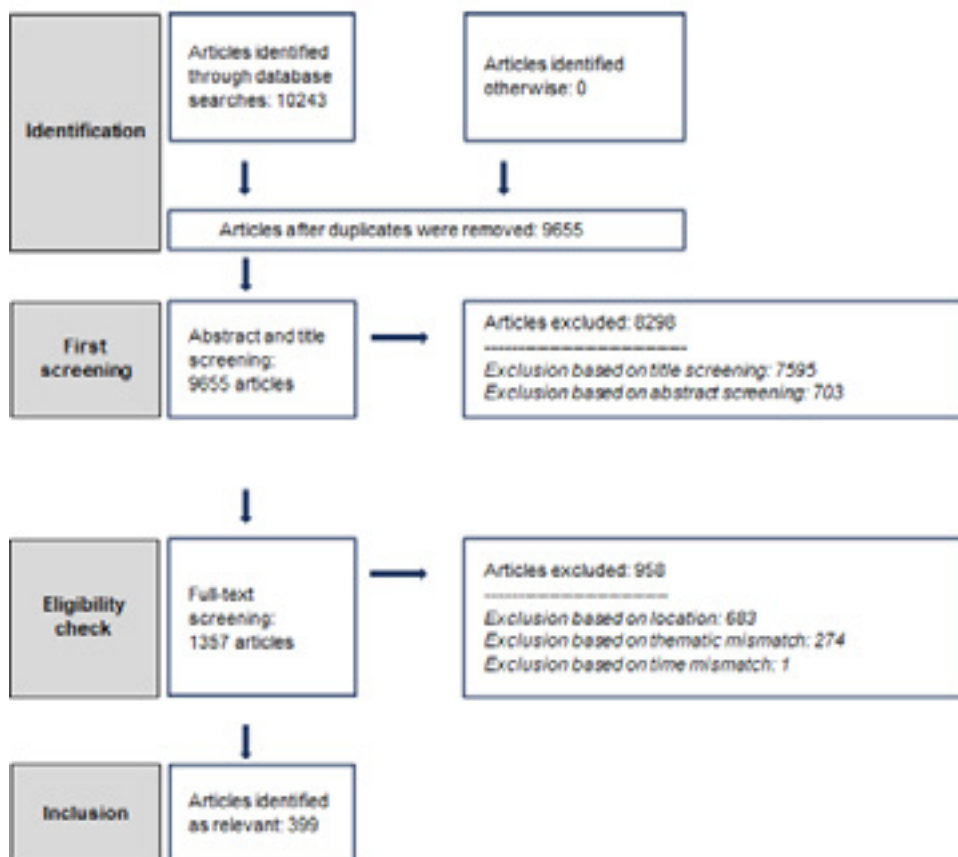 Identification
Articles identified
through database
searches: 10243
Articles identified
otherwise: 0
Articles after duplicates were removed: 9655
First
screening
Abstract and title
screening:
9655 articles
Articles excluded: 8298
Exclusion based on title screening: 7595
Exclusion based on abstract screening: 703
Eligibility
check
Full-text
screening:
1357 articles
Articles excluded: 958
Exclusion based on location: 683
Exclusion based on thematic mismatch: 274
Exclusion based on time mismatch: 1
Inclusion
Articles identified
as relevant: 399